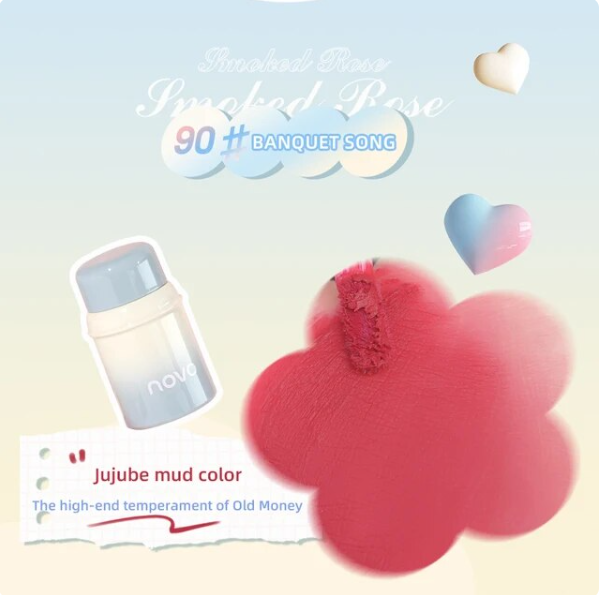 Smoked Rose
Smoked Rose
90 # BANQUET SONG
novo
"
Jujube mud color
The high-end temperament of Old Money